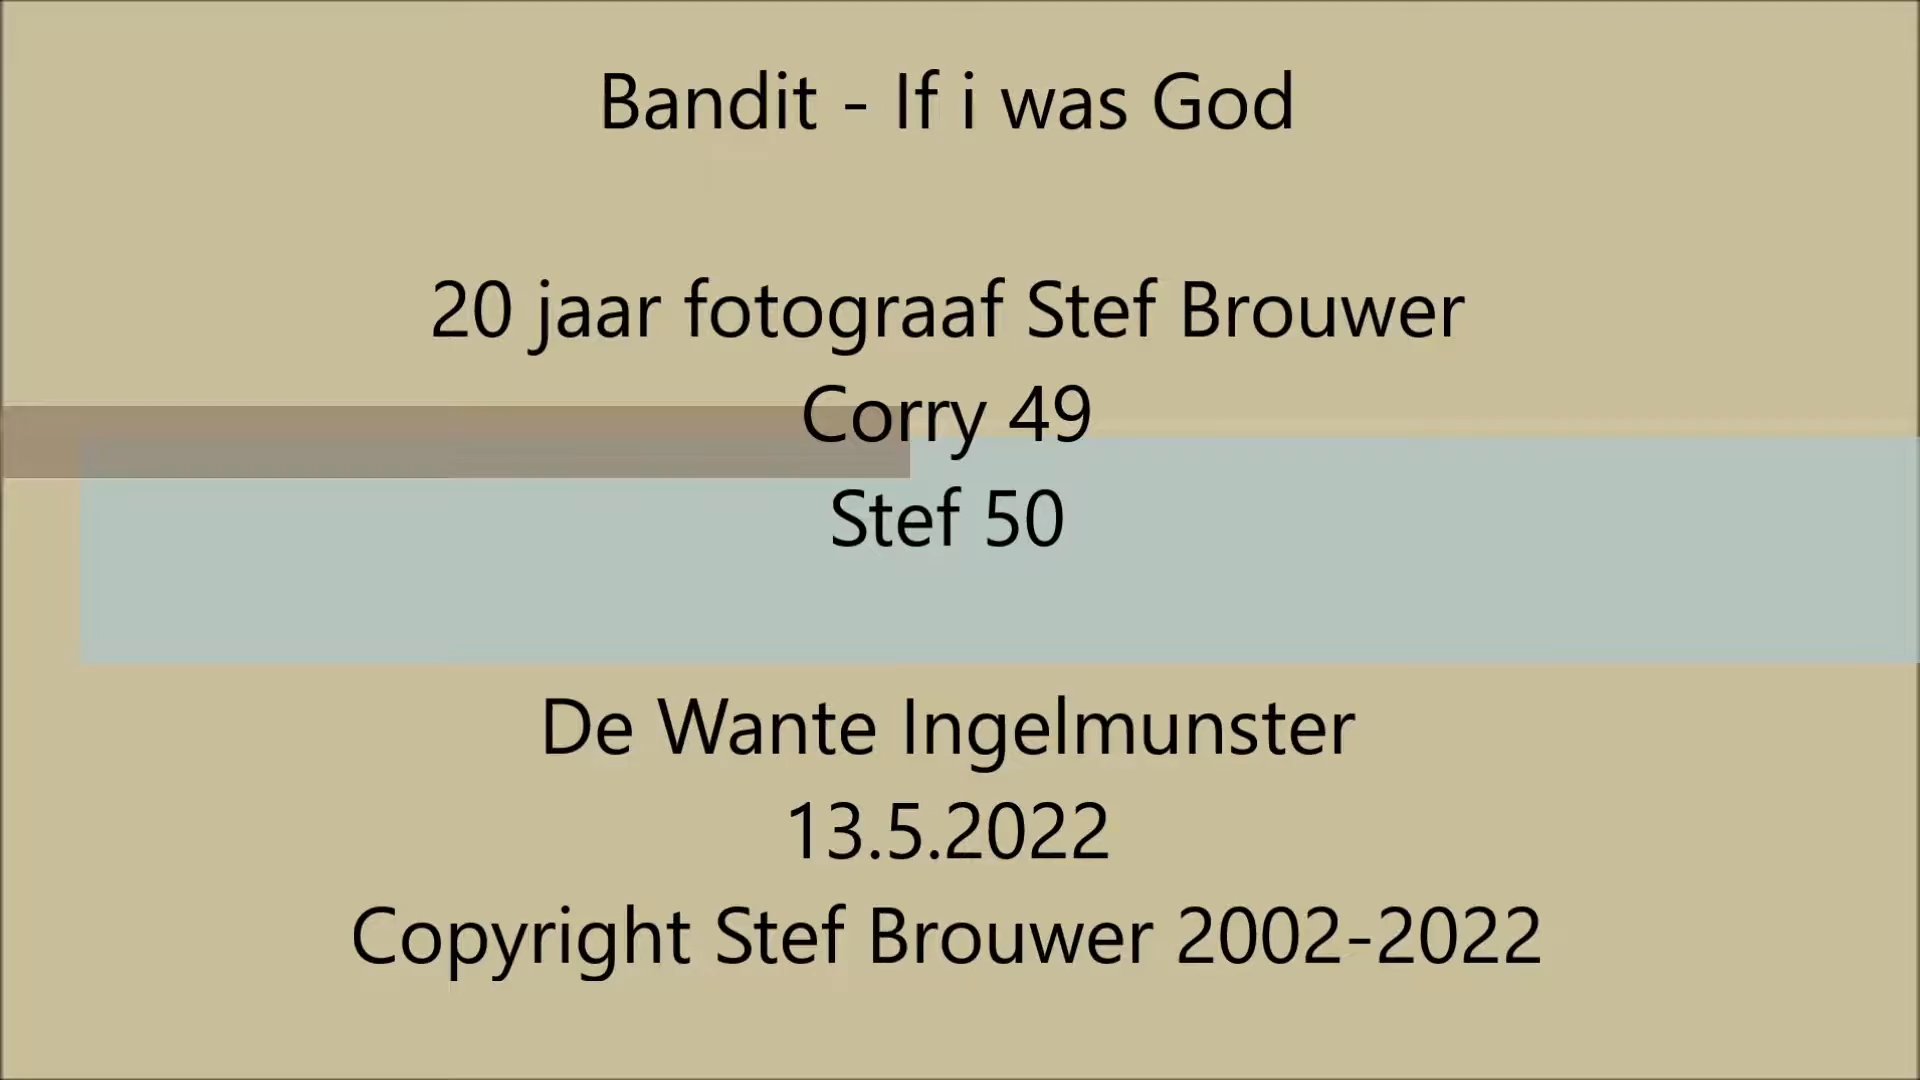 Bandit - If i was God
20 jaar fotograaf Stef Brouwer
Corry 49
Stef 50
De Wante Ingelmunster
13.5.2022
Copyright Stef Brouwer 2002-2022